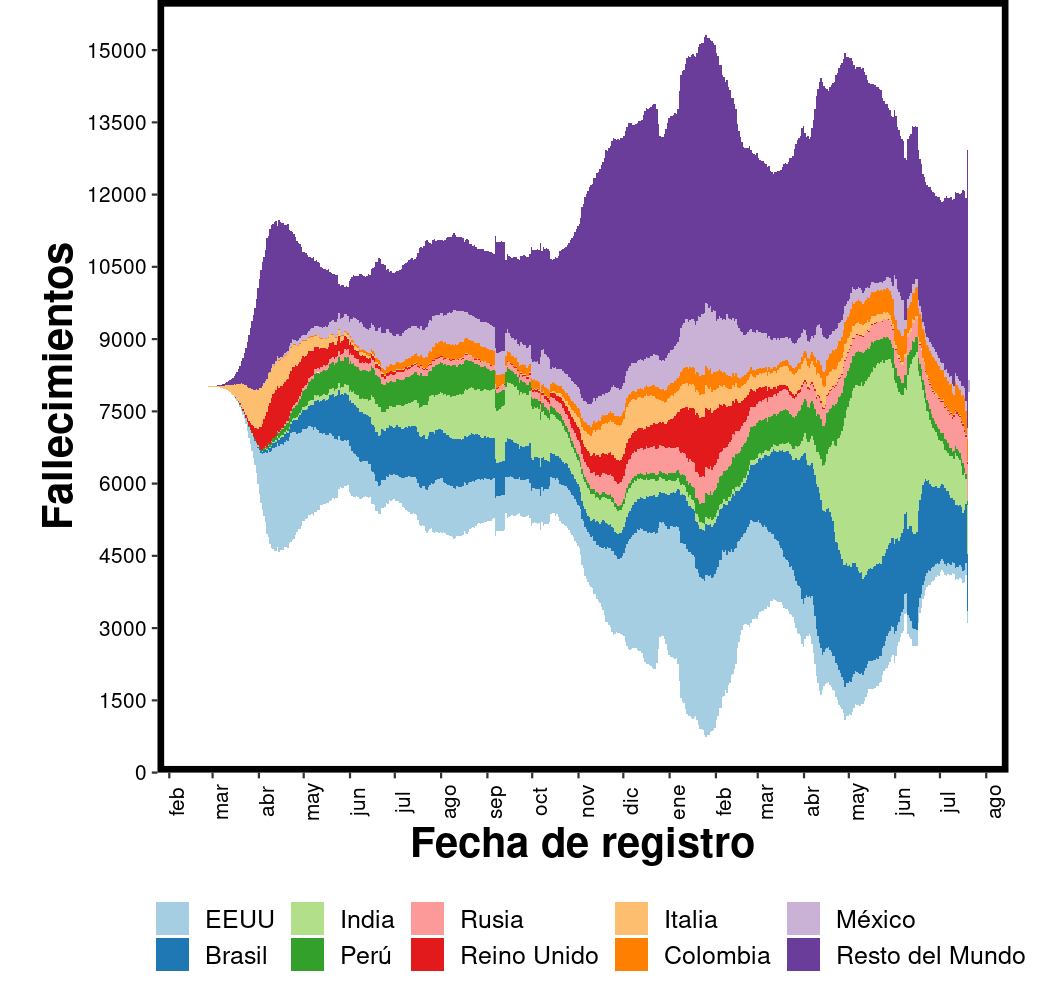 15000
13500
12000
10500
9000
7500
6000
4500
3000
1500
0
Fallecimientos
feb mar abr may jun jul ago sep oct nov dic ene feb mar abr may jun jul ago
Fecha de registro
EEUU India Rusia Italia México
Brasil Perú Reino Unido Colombia Resto del Mundo